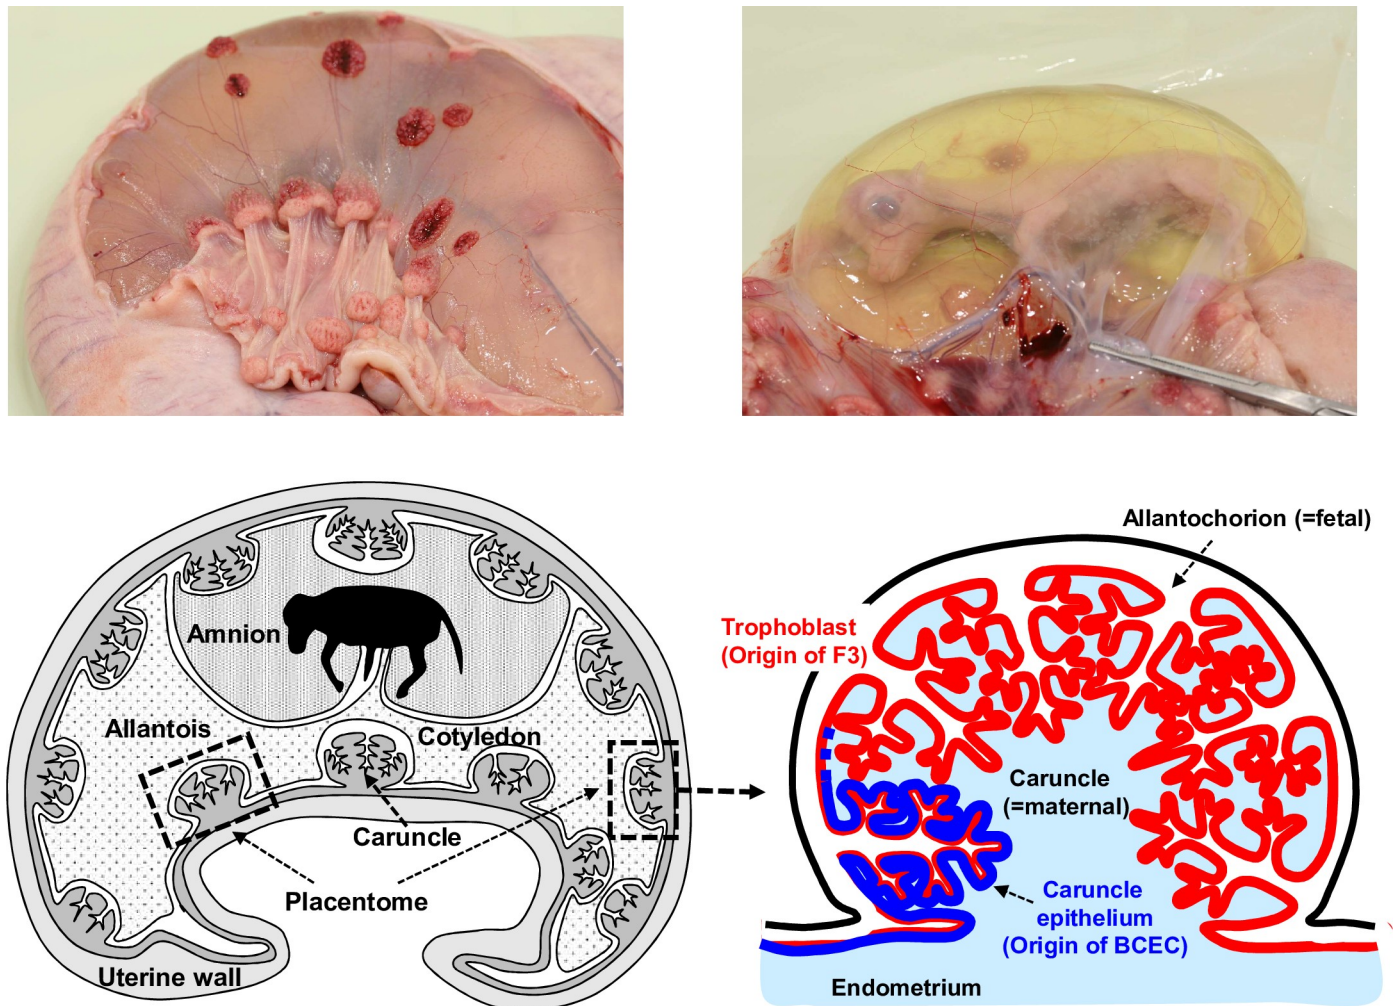 Amnion
Allantois
Cotyledon
Caruncle
Placentome
Uterine wall
Allantochorion (=fetal)
Trophoblast
(Origin of F3)
Caruncle
(=maternal)
Caruncle
epithelium
(Origin of BCEC)
Endometrium